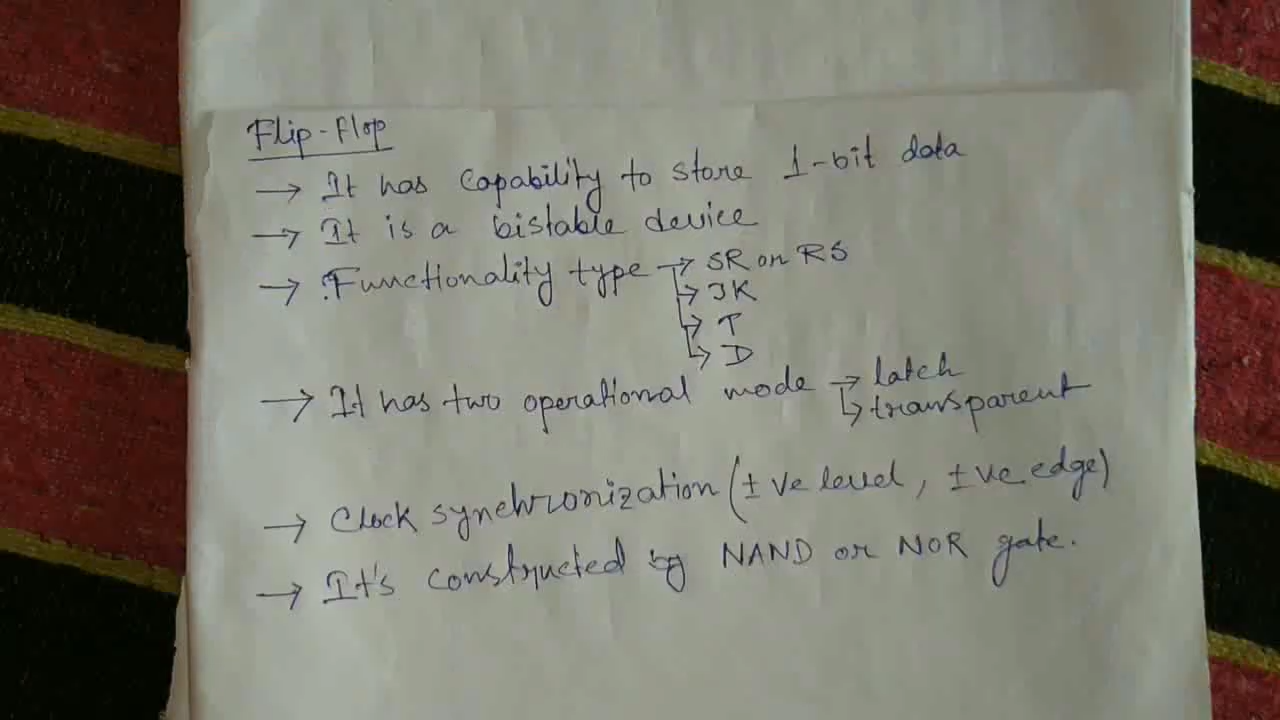 Flip-Flop
→ It has capability to store 1-bit data
→ It is a bistable device
→ Functionality type → SR or RS
→ JK
→ T
→ D
→ It has two operational mode → latch
→ transparent
→ Clock synchronization (± ve level, ± ve edge)
→ It's constructed by NAND or NOR gate.